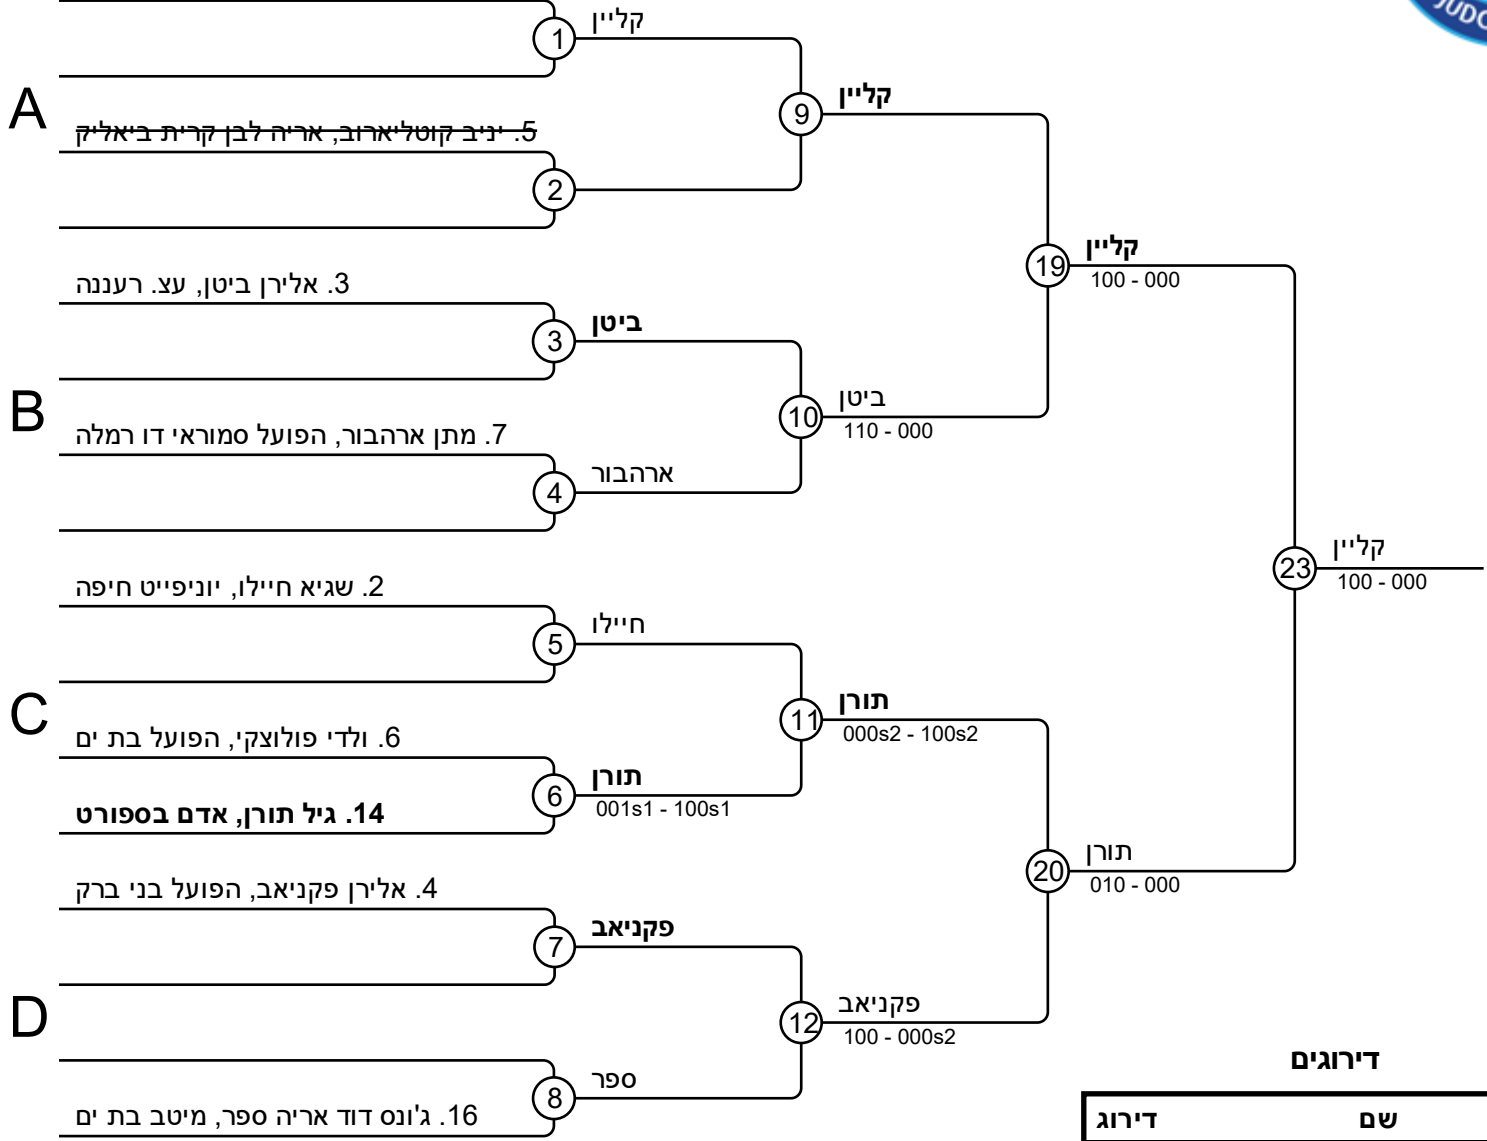 JUDO
1
קליין
A
9
קליין
5. יניב קוטליארוב, אריה לבן קרית ביאליק
2
19
קליין
100 - 000
3. אלירן ביטן, עצ. רעננה
3
ביטן
B
10
ביטן
110 - 000
7. מתן ארהבור, הפועל סמוראי דו רמלה
4
ארהבור
23
קליין
100 - 000
2. שגיא חיילו, יוניפייט חיפה
5
חיילו
C
11
תורן
000s2 - 100s2
6. ולדי פולוצקי, הפועל בת ים
6
תורן
001s1 - 100s1
14. גיל תורן, אדם בספורט
20
תורן
010 - 000
4. אלירן פקניאב, הפועל בני ברק
7
פקניאב
D
12
פקניאב
100 - 000s2
8
ספר
16. ג'ונס דוד אריה ספר, מיטב בת ים
דירוגים
שם דירוג